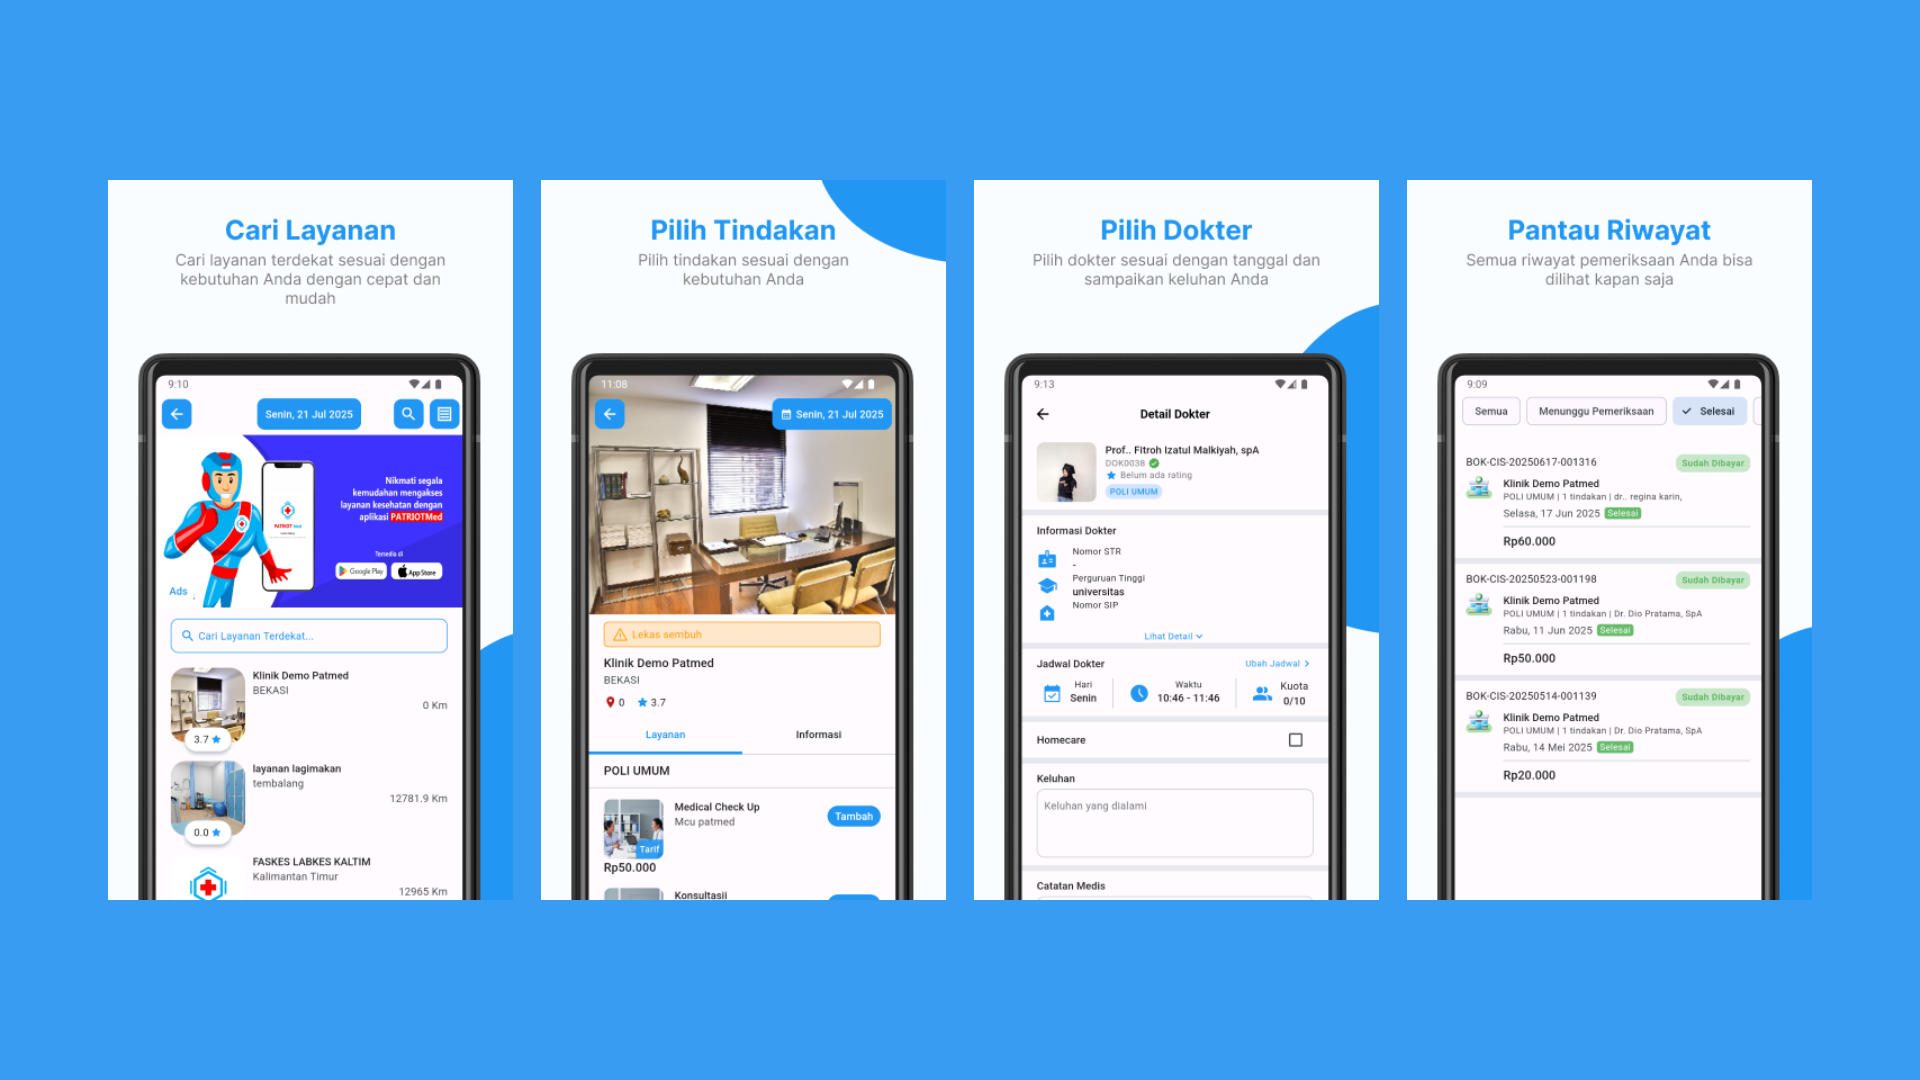 Cari Layanan
Cari layanan terdekat sesuai dengan
kebutuhan Anda dengan cepat dan
mudah
9:10
Senin, 21 Jul 2025
Nikmati segala
kemudahan mengakses
layanan kesehatan dengan
aplikasi PATRIOTMed
PATRIOT Med
Tersedia di
Google Play
App Store
Ads
Cari Layanan Terdekat...
Klinik Demo Patmed
BEKASI
0 Km
3.7
layanan lagimakan
tembalang
12781.9 Km
0.0
FASKES LABKES KALTIM
Kalimantan Timur
12965 Km
Pilih Tindakan
Pilih tindakan sesuai dengan
kebutuhan Anda
11:08
Senin, 21 Jul 2025
Lekas sembuh
Klinik Demo Patmed
BEKASI
0 3.7
Layanan Informasi
POLI UMUM
Medical Check Up
Mcu patmed
Tambah
Tarif
Rp50.000
Konsultasii
Pilih Dokter
Pilih dokter sesuai dengan tanggal dan
sampaikan keluhan Anda
9:13
Detail Dokter
Prof.. Fitroh Izatul Malkiyah, spA
DOK0038
Belum ada rating
POLI UMUM
Informasi Dokter
Nomor STR
-
Perguruan Tinggi
universitas
Nomor SIP
Lihat Detail
Jadwal Dokter Ubah Jadwal
Hari Waktu Kuota
Senin 10:46 - 11:46 0/10
Homecare
Keluhan
Keluhan yang dialami
Catatan Medis
Pantau Riwayat
Semua riwayat pemeriksaan Anda bisa
dilihat kapan saja
9:09
Semua Menunggu Pemeriksaan Selesai
BOK-CIS-20250617-001316 Sudah Dibayar
Klinik Demo Patmed
POLI UMUM | 1 tindakan | dr.. regina karin,
Selasa, 17 Jun 2025 Selesai
Rp60.000
BOK-CIS-20250523-001198 Sudah Dibayar
Klinik Demo Patmed
POLI UMUM | 1 tindakan | Dr. Dio Pratama, SpA
Rabu, 11 Jun 2025 Selesai
Rp50.000
BOK-CIS-20250514-001139 Sudah Dibayar
Klinik Demo Patmed
POLI UMUM | 1 tindakan | Dr. Dio Pratama, SpA
Rabu, 14 Mei 2025 Selesai
Rp20.000